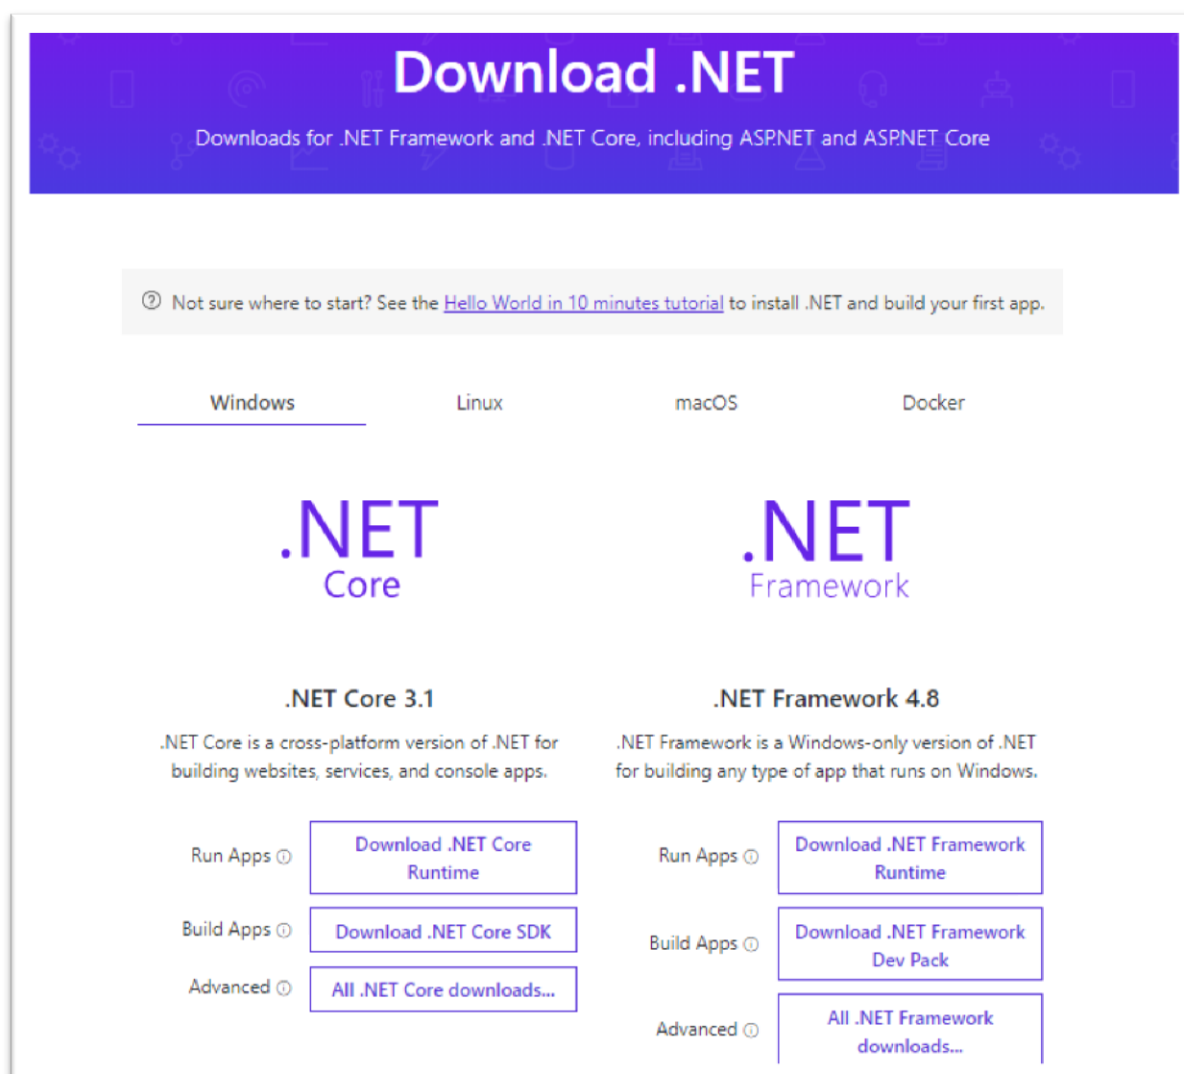 Download .NET
Downloads for .NET Framework and .NET Core, including ASP.NET and ASP.NET Core
Not sure where to start? See the Hello World in 10 minutes tutorial to install .NET and build your first app.
Windows
Linux
macOS
Docker
.NET
Core
.NET
Framework
.NET Core 3.1
.NET Core is a cross-platform version of .NET for
building websites, services, and console apps.
Run Apps
Download .NET Core
Runtime
Build Apps
Download .NET Core SDK
Advanced
All .NET Core downloads...
.NET Framework 4.8
.NET Framework is a Windows-only version of .NET
for building any type of app that runs on Windows.
Run Apps
Download .NET Framework
Runtime
Build Apps
Download .NET Framework
Dev Pack
Advanced
All .NET Framework
downloads...